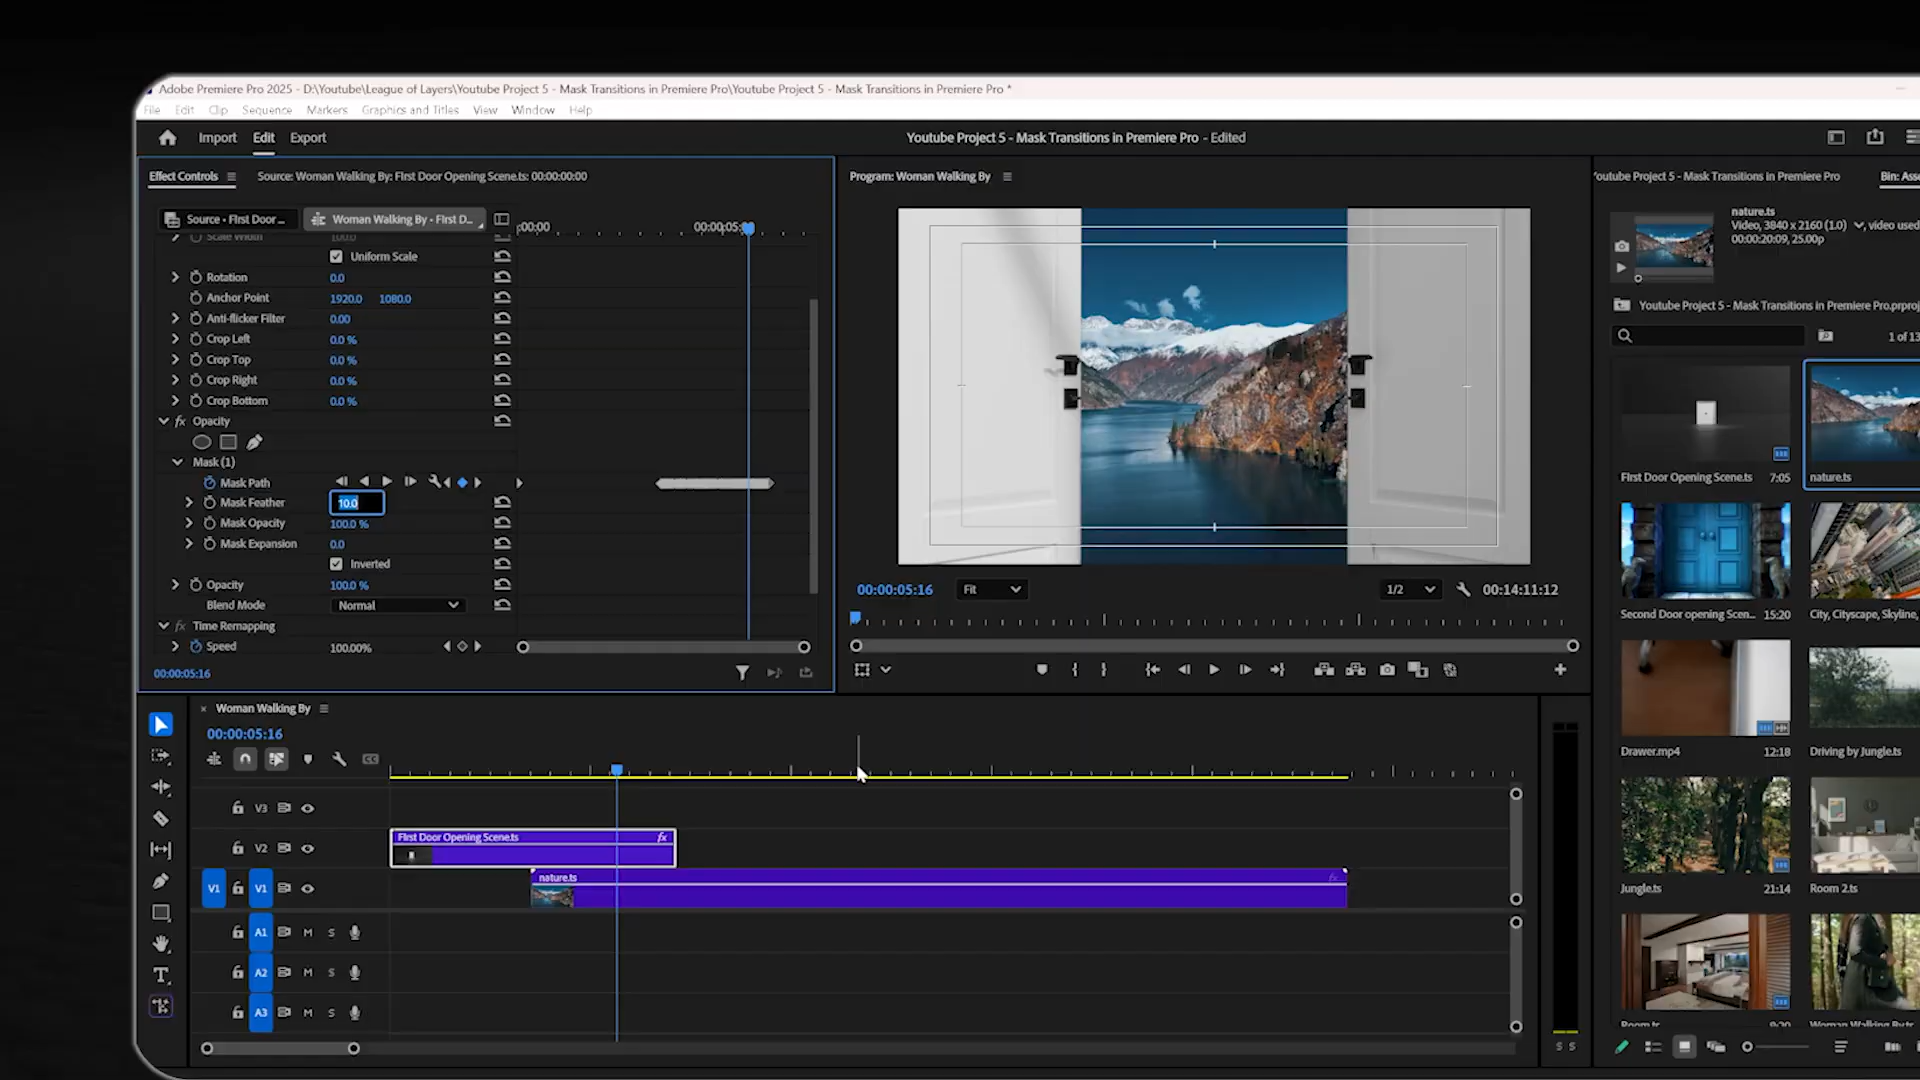 Adobe Premiere Pro 2025 - D:\Youtube\League of Layers\Youtube Project 5 - Mask Transitions in Premiere Pro\Youtube Project 5 - Mask Transitions in Premiere Pro *
File Edit Clip Sequence Markers Graphics and Titles View Window Help
Import Edit Export
Youtube Project 5 - Mask Transitions in Premiere Pro - Edited
Effect Controls
Source: Woman Walking By: First Door Opening Scene.ts: 00:00:00:00
Source • First Door ...
Woman Walking By • First D...
:00:00
00:00:05:
Scale Width 100.0
Uniform Scale
Rotation 0.0
Anchor Point 1920.0 1080.0
Anti-flicker Filter 0.00
Crop Left 0.0 %
Crop Top 0.0 %
Crop Right 0.0 %
Crop Bottom 0.0 %
fx Opacity
Mask (1)
Mask Path
Mask Feather 10.0
Mask Opacity 100.0 %
Mask Expansion 0.0
Inverted
Opacity 100.0 %
Blend Mode Normal
fx Time Remapping
Speed 100.00%
00:00:05:16
Program: Woman Walking By
00:00:05:16 Fit 1/2 00:14:11:12
Youtube Project 5 - Mask Transitions in Premiere Pro
Bin: Asse
nature.ts
Video, 3840 x 2160 (1.0) , video used
00:00:20:09, 25.00p
Youtube Project 5 - Mask Transitions in Premiere Pro.prproj
1 of 13
First Door Opening Scene.ts 7:05
nature.ts
Second Door opening Scen... 15:20
City, Cityscape, Skyline,
Drawer.mp4 12:18
Driving by Jungle.ts
Jungle.ts 21:14
Room 2.ts
Room.ts 9:20
Woman Walking By.ts
× Woman Walking By
00:00:05:16
CC
V3
V2
First Door Opening Scene.ts fx
V1 V1
nature.ts fx
A1 M S
A2 M S
A3 M S
S S